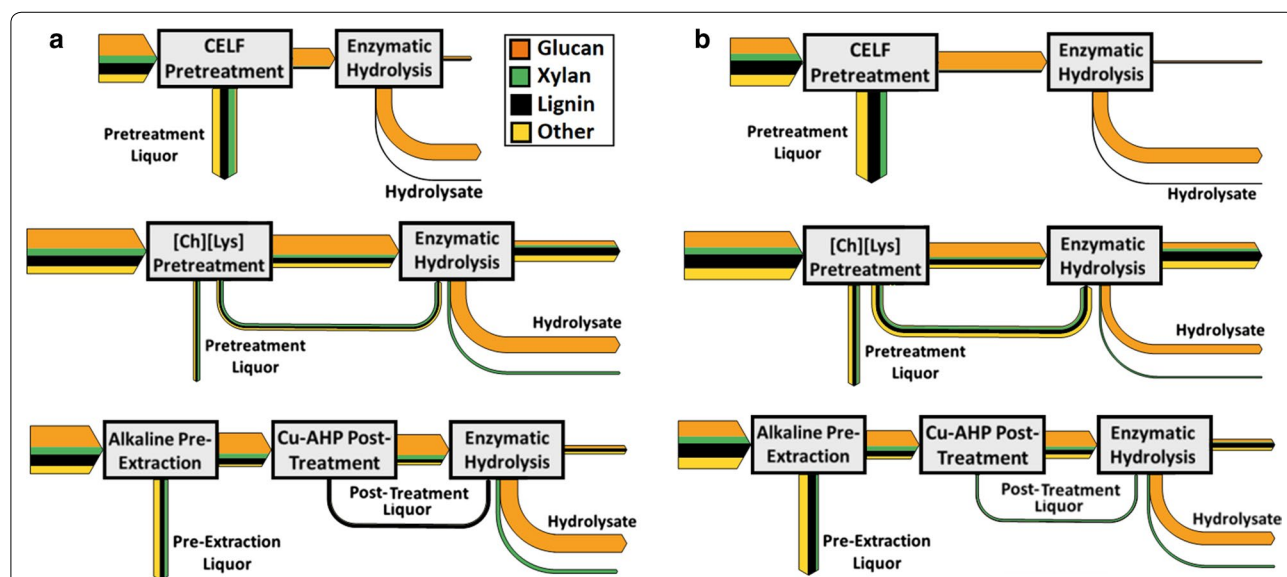 a
CELF
Pretreatment
Enzymatic
Hydrolysis
Pretreatment
Liquor
Hydrolysate
Glucan
Xylan
Lignin
Other
[Ch][Lys]
Pretreatment
Enzymatic
Hydrolysis
Pretreatment
Liquor
Hydrolysate
Alkaline Pre-
Extraction
Cu-AHP Post-
Treatment
Enzymatic
Hydrolysis
Post-Treatment
Liquor
Pre-Extraction
Liquor
Hydrolysate
b
CELF
Pretreatment
Enzymatic
Hydrolysis
Pretreatment
Liquor
Hydrolysate
[Ch][Lys]
Pretreatment
Enzymatic
Hydrolysis
Pretreatment
Liquor
Hydrolysate
Alkaline Pre-
Extraction
Cu-AHP Post-
Treatment
Enzymatic
Hydrolysis
Post-Treatment
Liquor
Pre-Extraction
Liquor
Hydrolysate